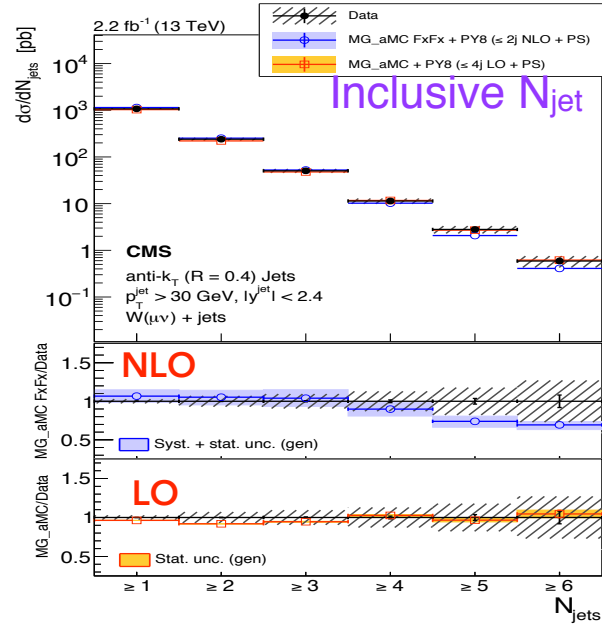 2.2 fb⁻¹ (13 TeV)
Data
MG_aMC FxFx + PY8 (≤ 2j NLO + PS)
MG_aMC + PY8 (≤ 4j LO + PS)
Inclusive N_jet
dσ/dN_jets [pb]
10⁴
10³
10²
10
1
10⁻¹
CMS
anti-k_T (R = 0.4) Jets
p_T^jet > 30 GeV, |y^jet| < 2.4
W(μν) + jets
MG_aMC FxFx/Data
1.5
1
0.5
NLO
Syst. + stat. unc. (gen)
MG_aMC/Data
1.5
1
0.5
LO
Stat. unc. (gen)
≥ 1 ≥ 2 ≥ 3 ≥ 4 ≥ 5 ≥ 6
N_jets